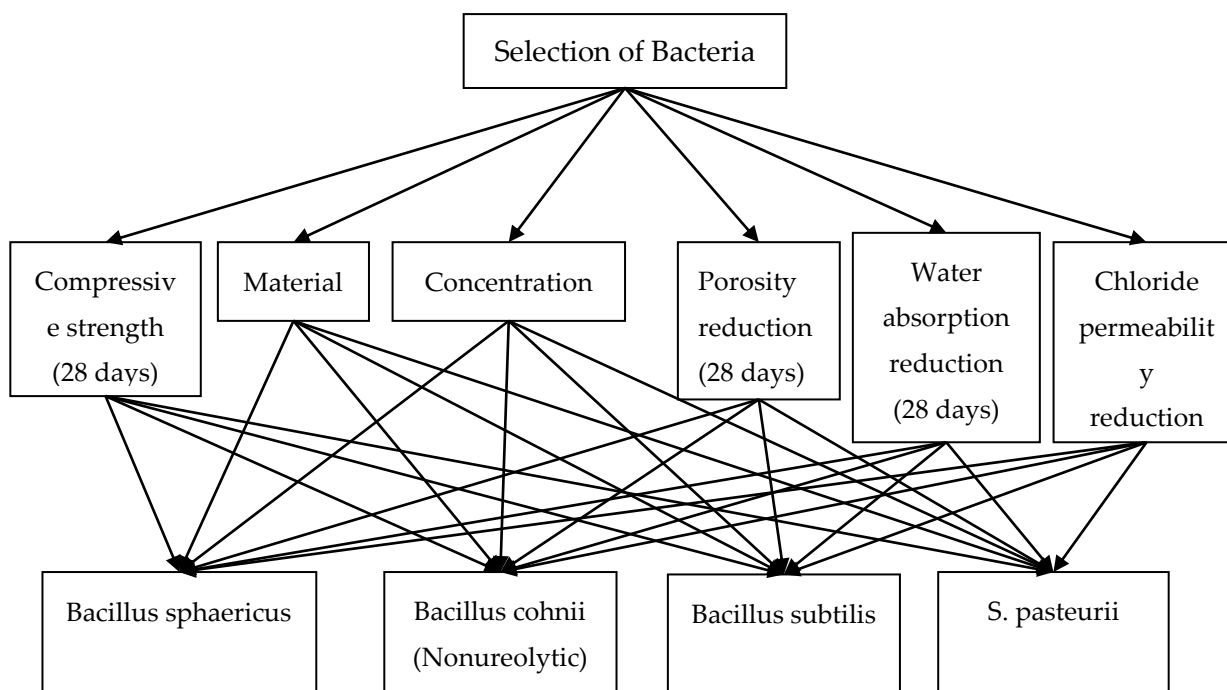 Selection of Bacteria
Compressiv
e strength
(28 days)
Material
Concentration
Porosity
reduction
(28 days)
Water
absorption
reduction
(28 days)
Chloride
permeabilit
y
reduction
Bacillus sphaericus
Bacillus cohnii
(Nonureolytic)
Bacillus subtilis
S. pasteurii